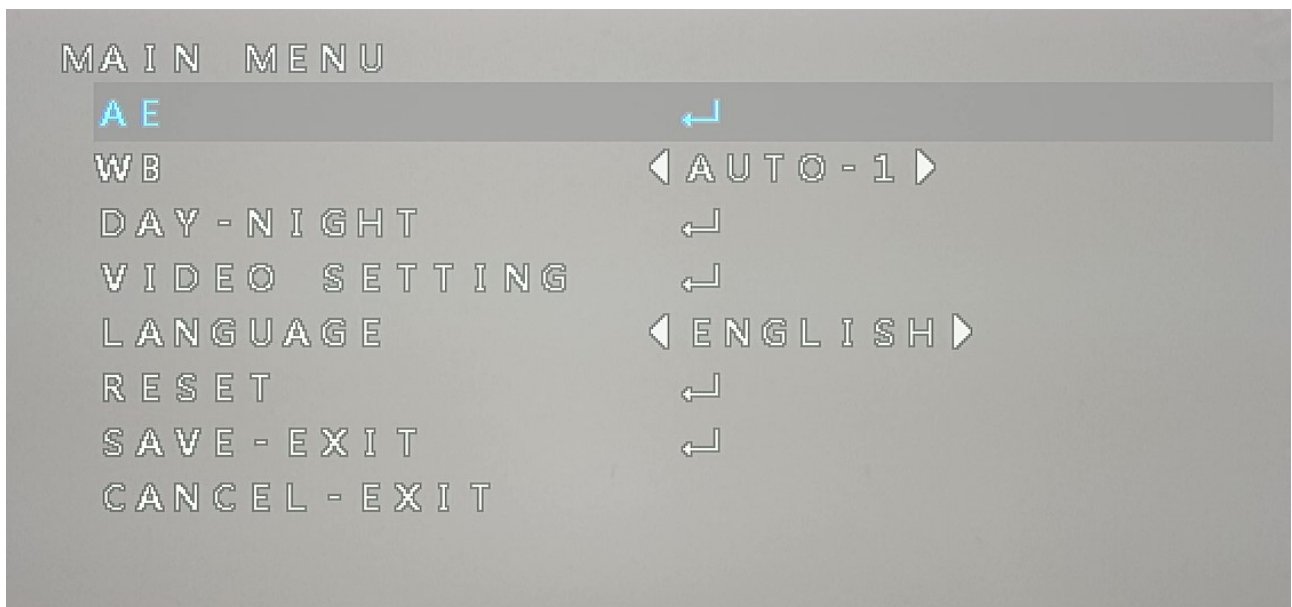 MAIN MENU
AE ↵
WB ◀ AUTO-1 ▶
DAY-NIGHT ↵
VIDEO SETTING ↵
LANGUAGE ◀ ENGLISH ▶
RESET ↵
SAVE-EXIT ↵
CANCEL-EXIT